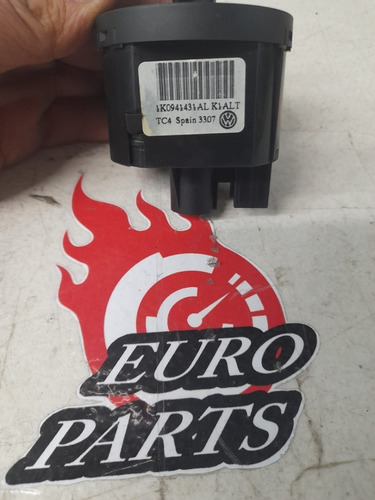 1K0941431AL K1ALT
TC4 Spain 3307
EURO
PARTS